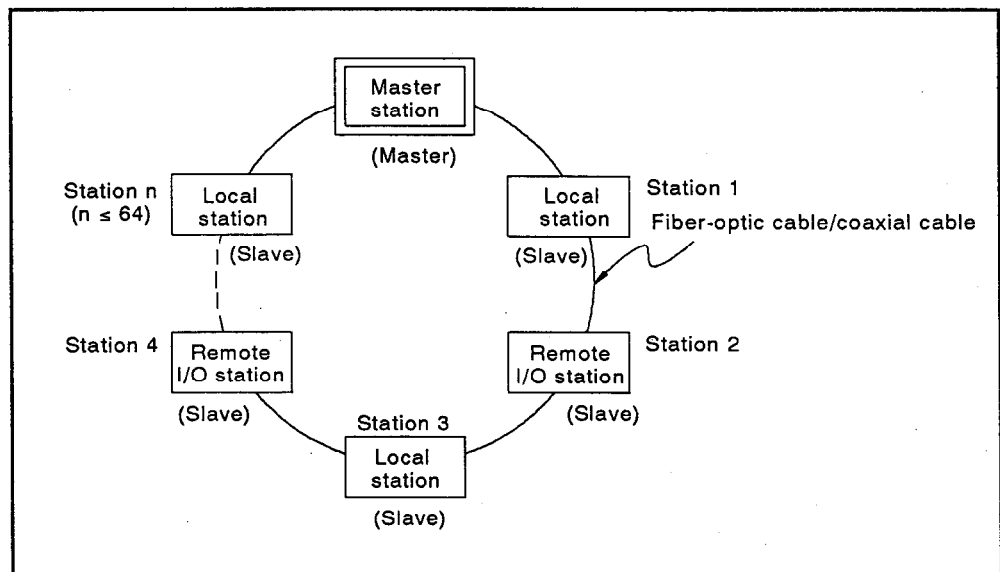 Master
station
(Master)
Station n
(n ≤ 64)
Local
station
(Slave)
Local
station
(Slave)
Station 1
Fiber-optic cable/coaxial cable
Station 4
Remote
I/O station
(Slave)
Remote
I/O station
(Slave)
Station 2
Station 3
Local
station
(Slave)